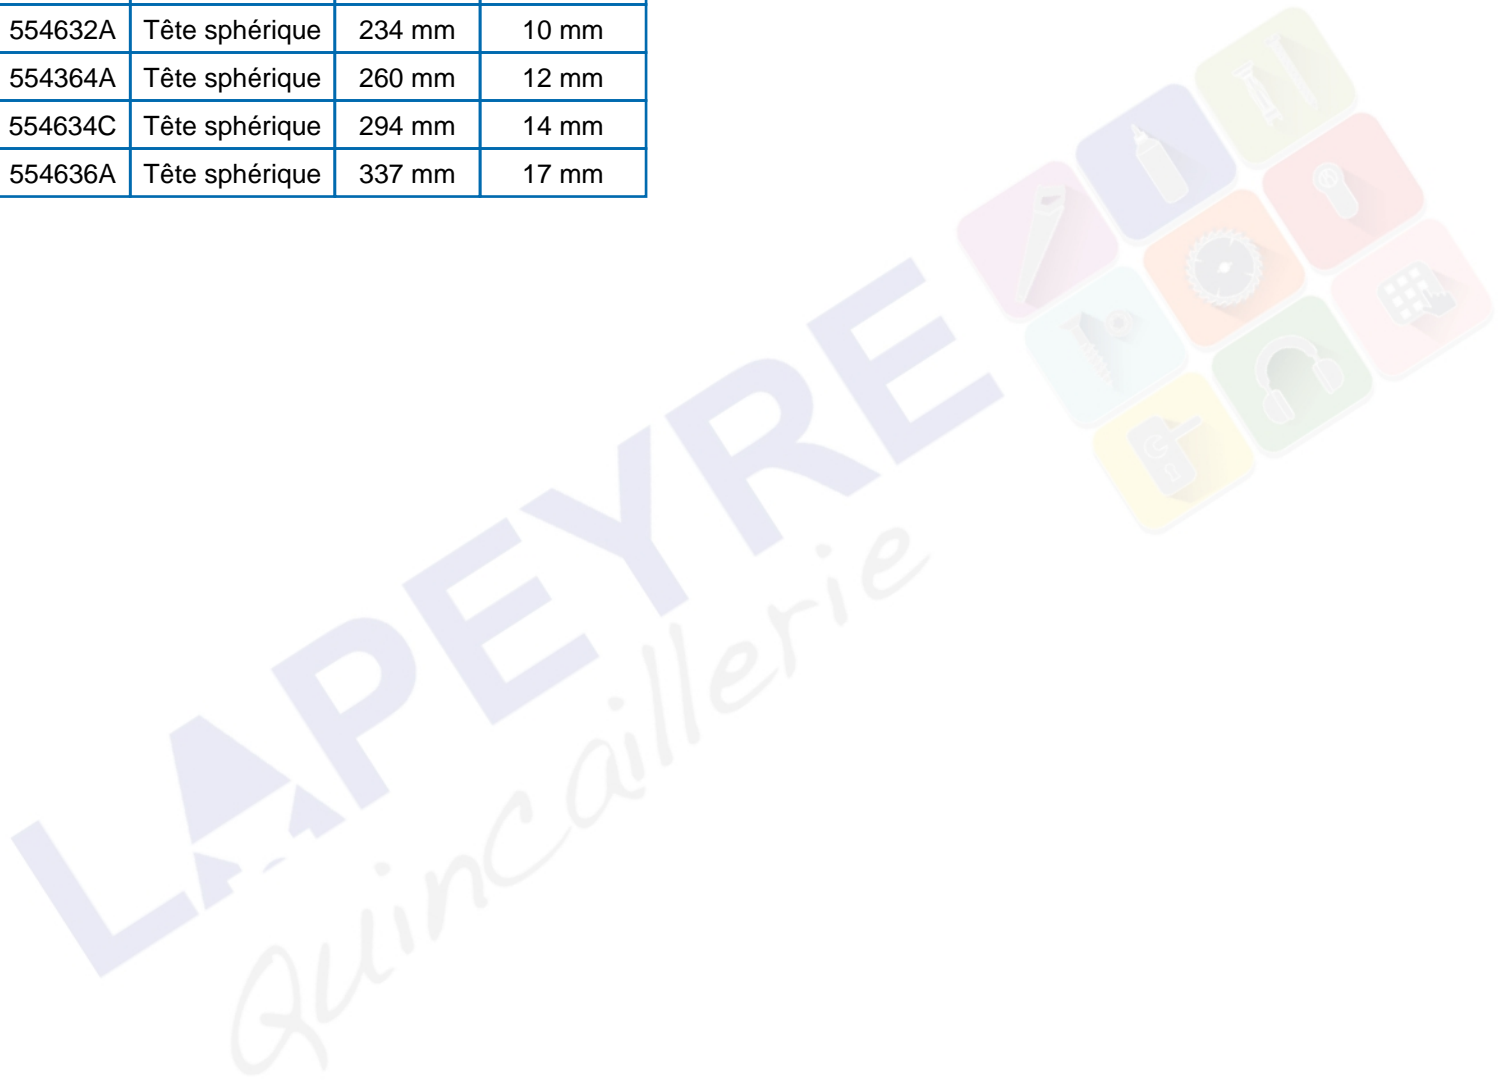 554632A Tête sphérique 234 mm 10 mm
554364A Tête sphérique 260 mm 12 mm
554634C Tête sphérique 294 mm 14 mm
554636A Tête sphérique 337 mm 17 mm
LAPEYRE
Quincaillerie